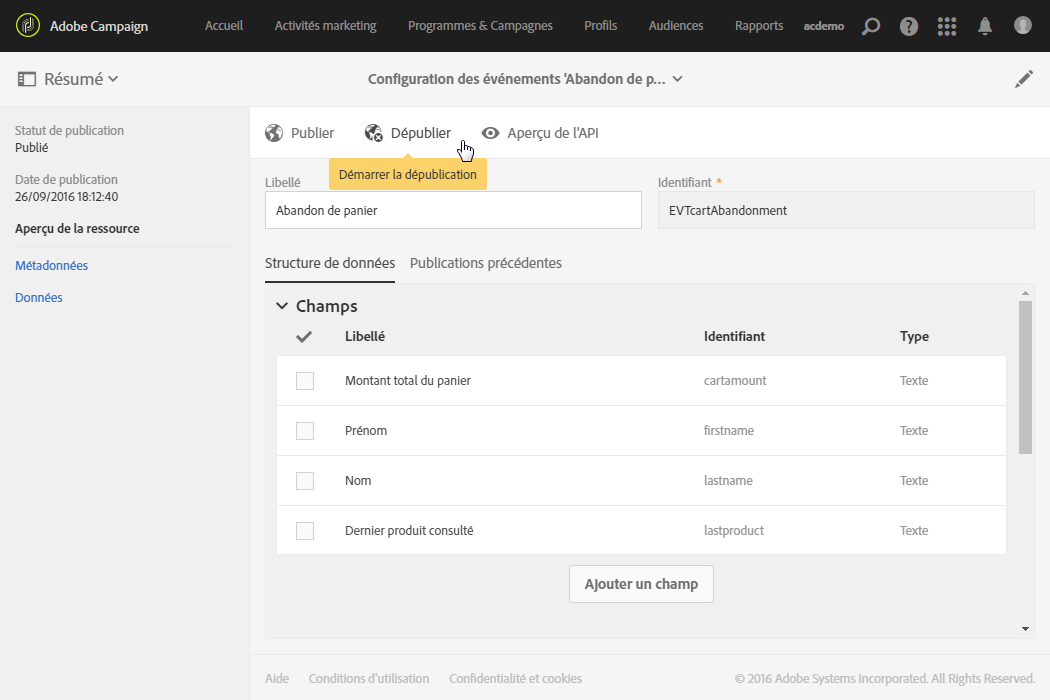 Adobe Campaign Accueil Activités marketing Programmes & Campagnes Profils Audiences Rapports acdemo
Résumé Configuration des événements 'Abandon de p...
Statut de publication
Publié
Date de publication
26/09/2016 18:12:40
Aperçu de la ressource
Métadonnées
Données
Publier Dépublier Aperçu de l'API
Démarrer la dépublication
Libellé Identifiant *
Abandon de panier EVTcartAbandonment
Structure de données Publications précédentes
Champs
Libellé Identifiant Type
Montant total du panier cartamount Texte
Prénom firstname Texte
Nom lastname Texte
Dernier produit consulté lastproduct Texte
Ajouter un champ
Aide Conditions d'utilisation Confidentialité et cookies © 2016 Adobe Systems Incorporated. All Rights Reserved.